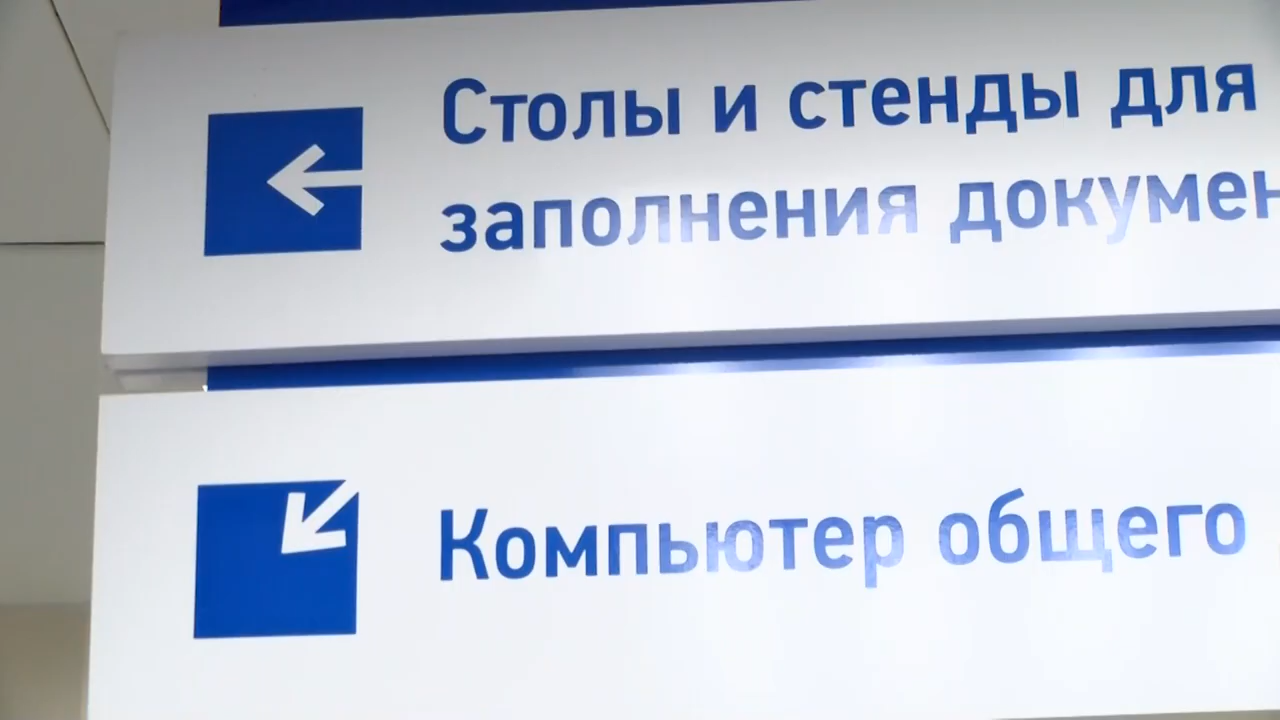 Столы и стенды для
заполнения докумен
Компьютер общего